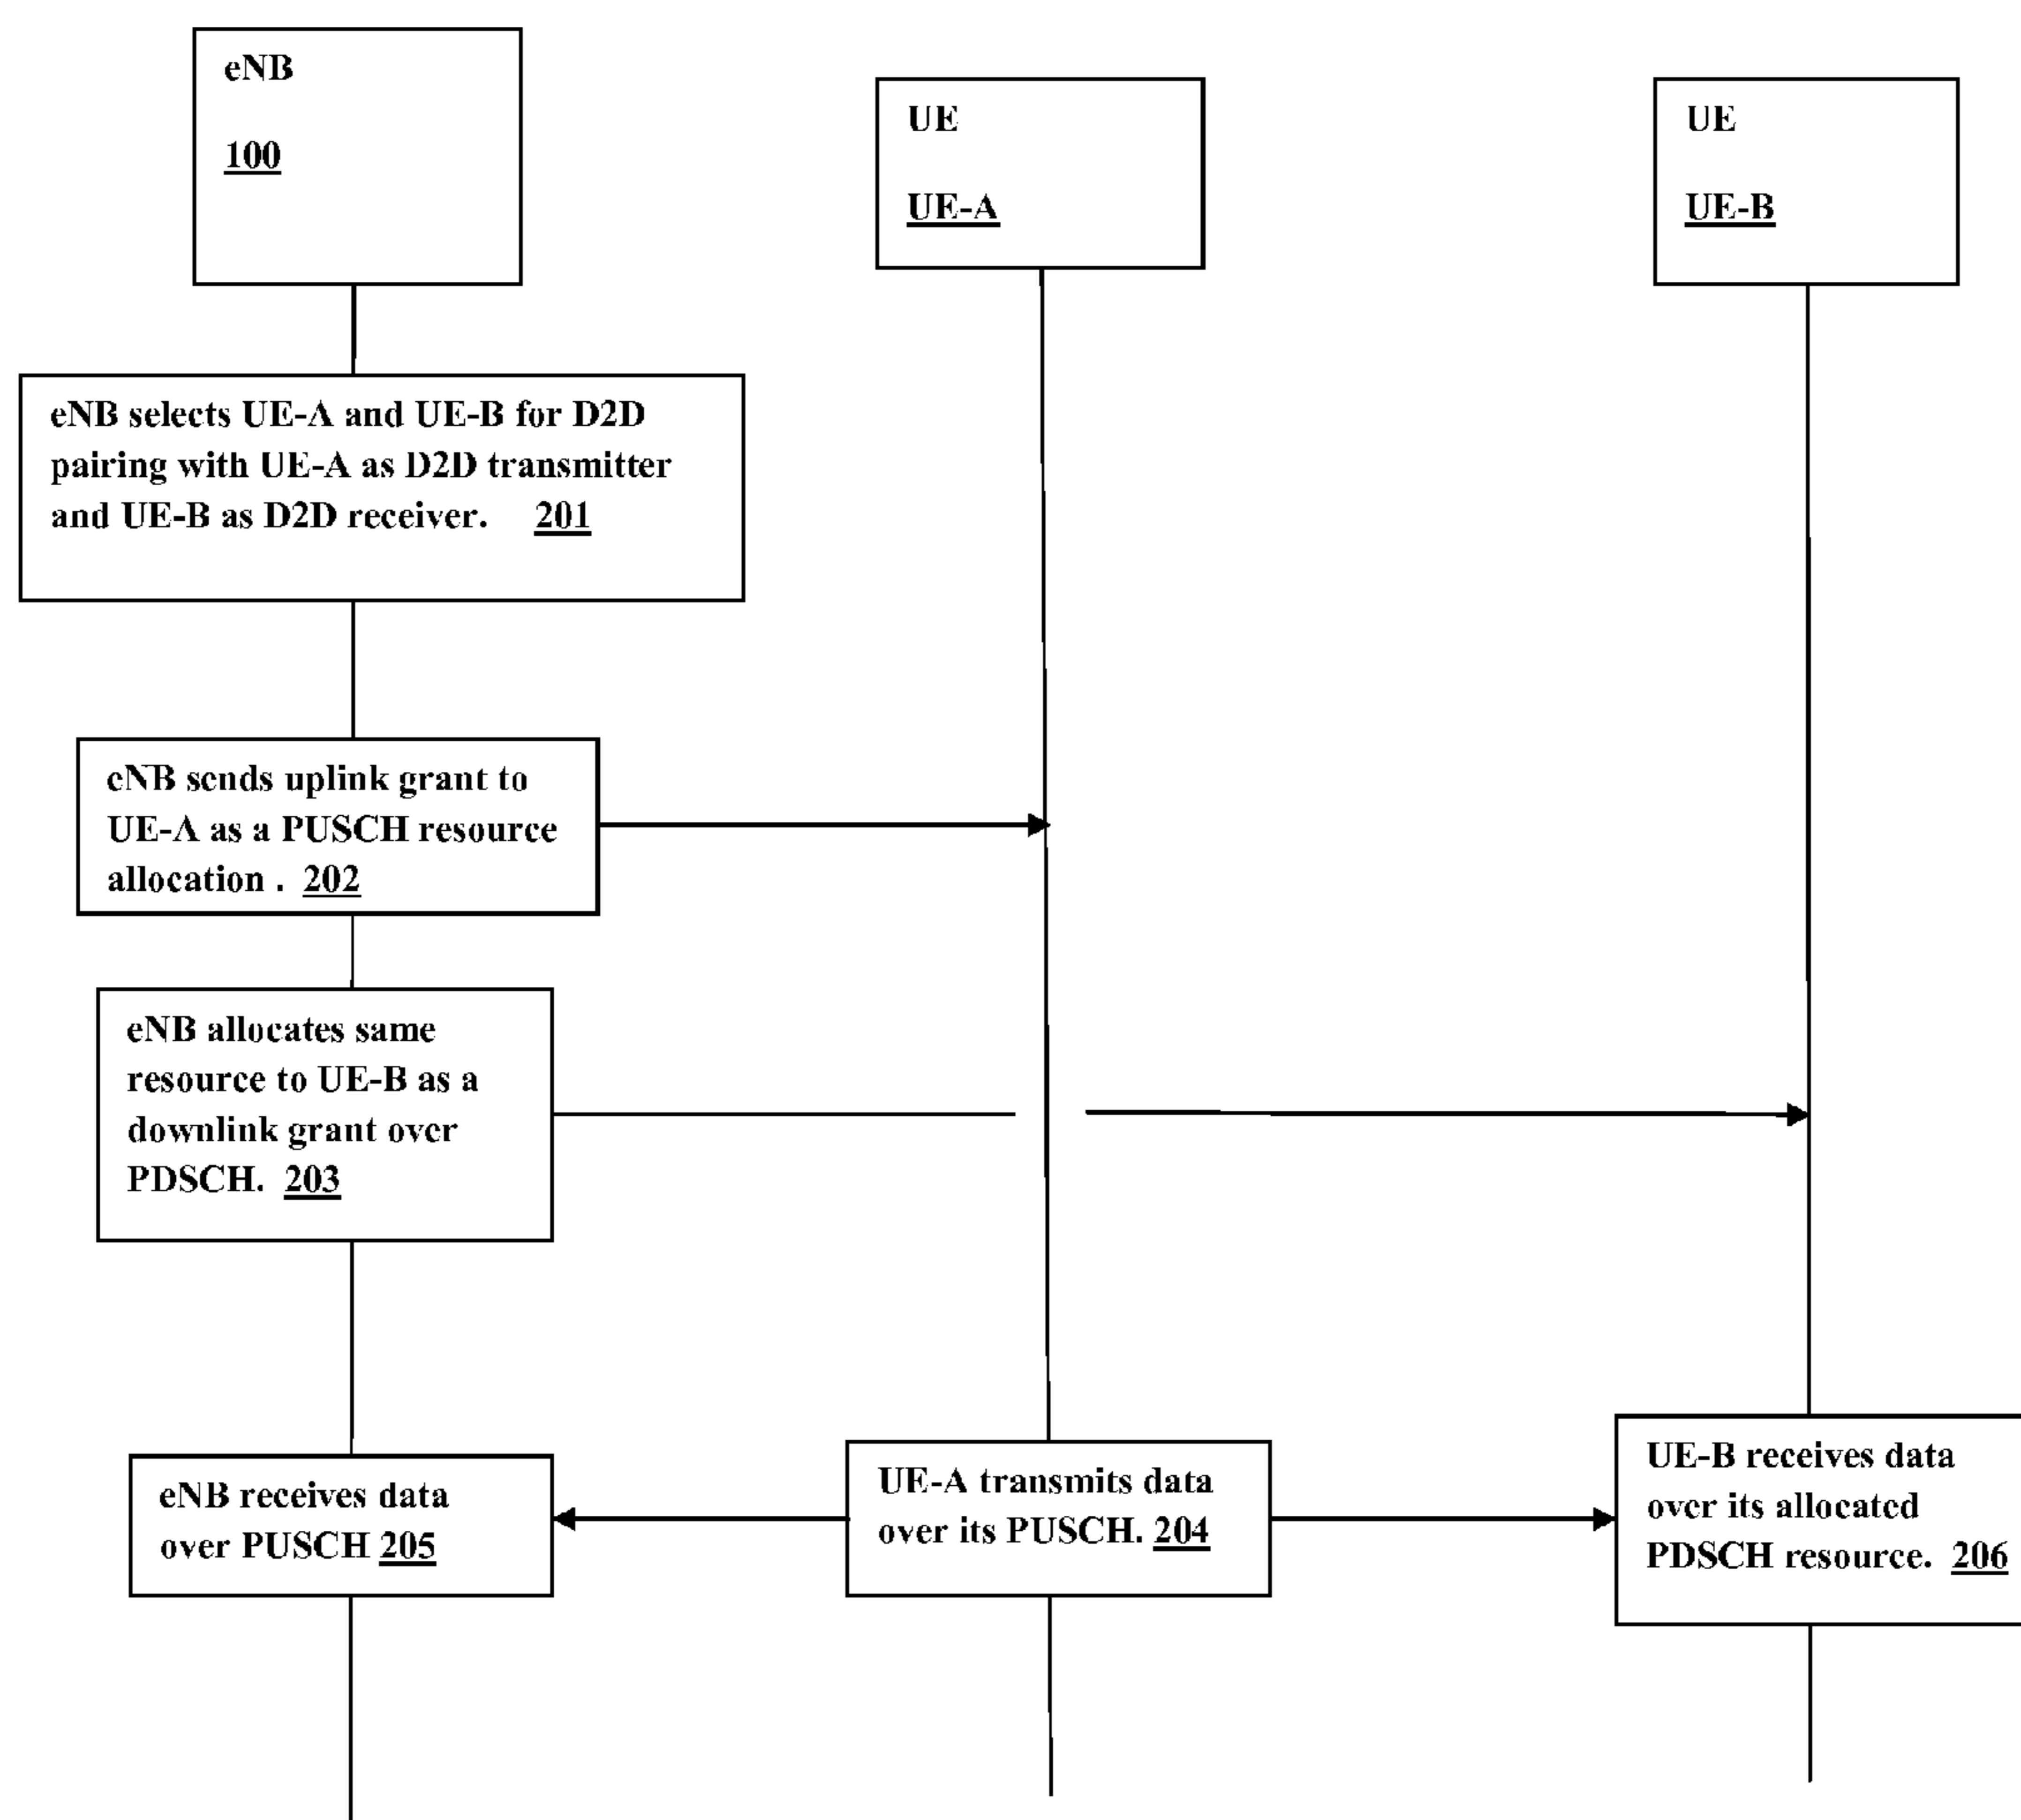 eNB
100
UE
UE-A
UE
UE-B
eNB selects UE-A and UE-B for D2D
pairing with UE-A as D2D transmitter
and UE-B as D2D receiver. 201
eNB sends uplink grant to
UE-A as a PUSCH resource
allocation . 202
eNB allocates same
resource to UE-B as a
downlink grant over
PDSCH. 203
eNB receives data
over PUSCH 205
UE-A transmits data
over its PUSCH. 204
UE-B receives data
over its allocated
PDSCH resource. 206